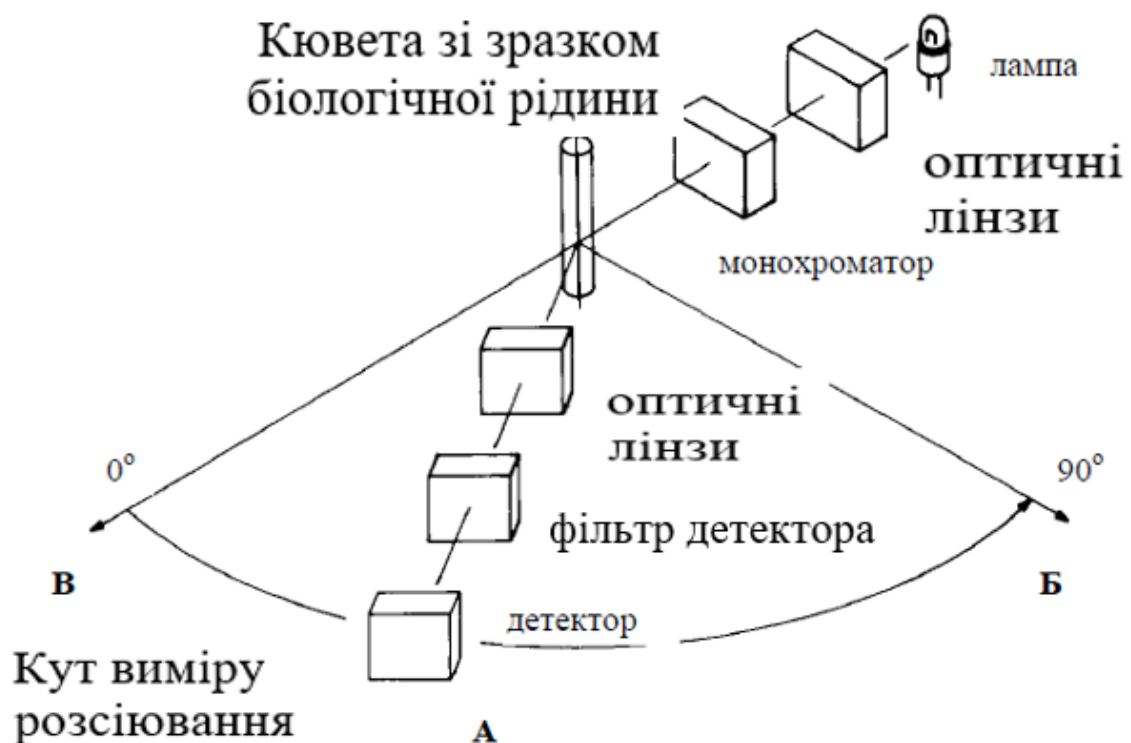 Кювета зі зразком
біологічної рідини
лампа
оптичні
лінзи
монохроматор
оптичні
лінзи
0°
90°
фільтр детектора
В
Б
детектор
Кут виміру
розсіювання
А